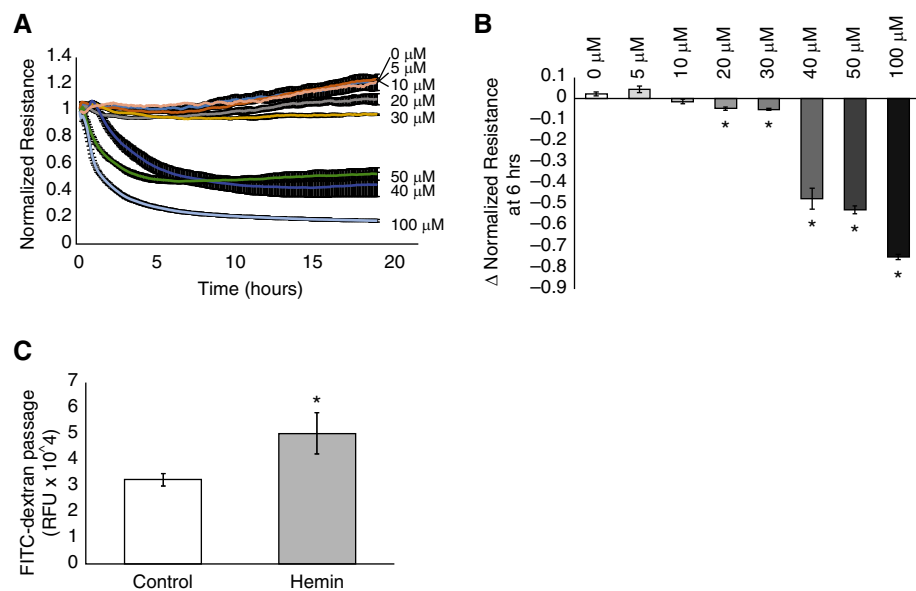 A
Normalized Resistance
1.4
1.2
1
0.8
0.6
0.4
0.2
0
0
5
10
15
20
Time (hours)
0 μM
5 μM
10 μM
20 μM
30 μM
50 μM
40 μM
100 μM
B
0 μM
5 μM
10 μM
20 μM
30 μM
40 μM
50 μM
100 μM
Δ Normalized Resistance
at 6 hrs
0.1
0
–0.1
–0.2
–0.3
–0.4
–0.5
–0.6
–0.7
–0.8
–0.9
*
*
*
*
*
C
FITC-dextran passage
(RFU x 10^4)
7
6
5
4
3
2
1
0
*
Control
Hemin